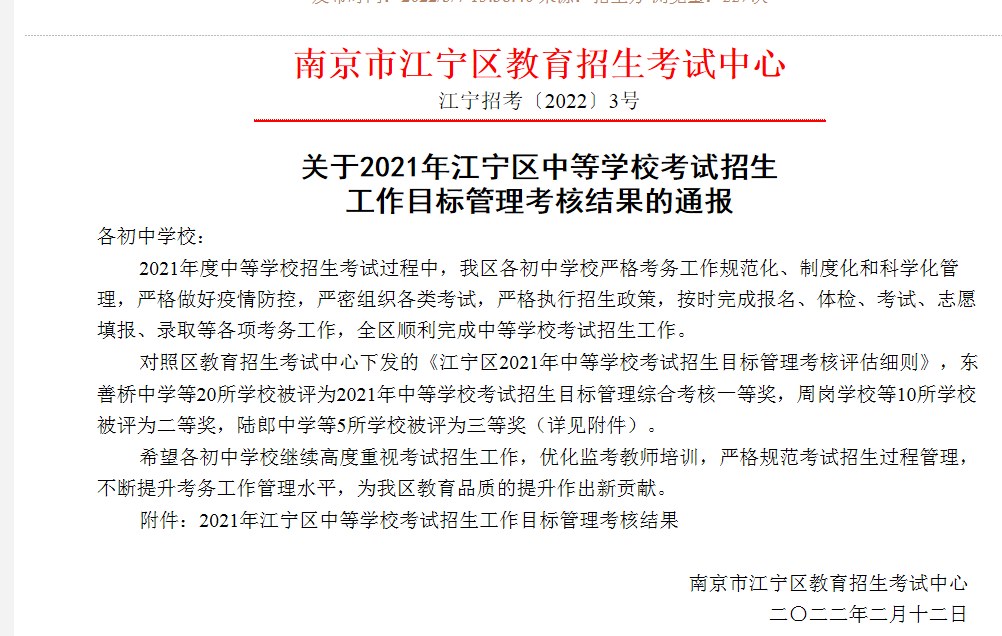 南京市江宁区教育招生考试中心
江宁招考〔2022〕3号
关于2021年江宁区中等学校考试招生
工作目标管理考核结果的通报
各初中学校：
2021年度中等学校招生考试过程中，我区各初中学校严格考务工作规范化、制度化和科学化管
理，严格做好疫情防控，严密组织各类考试，严格执行招生政策，按时完成报名、体检、考试、志愿
填报、录取等各项考务工作，全区顺利完成中等学校考试招生工作。
对照区教育招生考试中心下发的《江宁区2021年中等学校考试招生目标管理考核评估细则》，东
善桥中学等20所学校被评为2021年中等学校考试招生目标管理综合考核一等奖，周岗学校等10所学校
被评为二等奖，陆郎中学等5所学校被评为三等奖（详见附件）。
希望各初中学校继续高度重视考试招生工作，优化监考教师培训，严格规范考试招生过程管理，
不断提升考务工作管理水平，为我区教育品质的提升作出新贡献。
附件：2021年江宁区中等学校考试招生工作目标管理考核结果
南京市江宁区教育招生考试中心
二〇二二年二月十二日